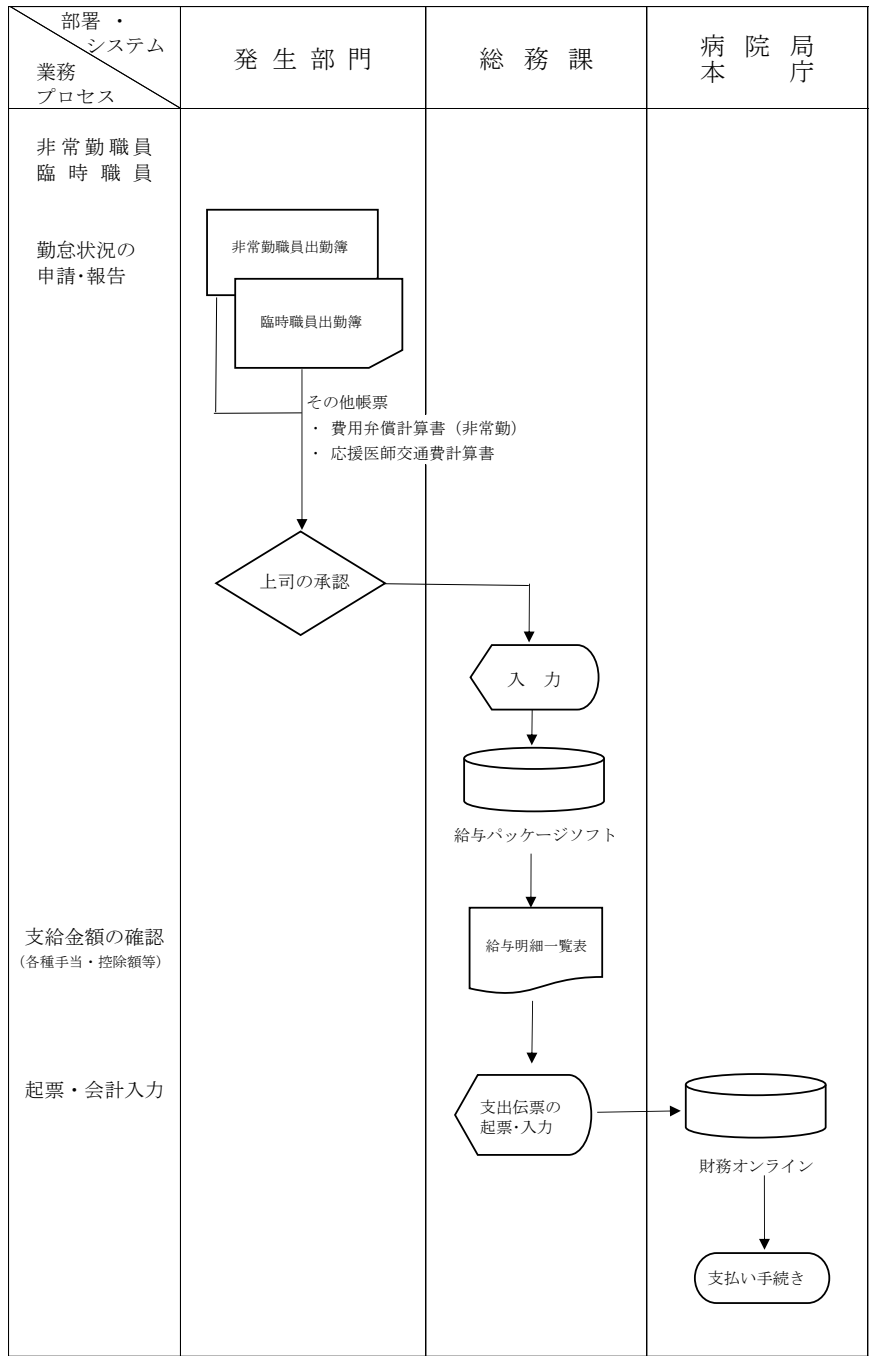 部署 ・
システム
業務
プロセス
発 生 部 門
総 務 課
病 院 局
本 庁
非常勤職員
臨 時 職 員
勤怠状況の
申請・報告
非常勤職員出勤簿
臨時職員出勤簿
その他帳票
・ 費用弁償計算書（非常勤）
・ 応援医師交通費計算書
上司の承認
入 力
給与パッケージソフト
支給金額の確認
（各種手当・控除額等）
給与明細一覧表
起票・会計入力
支出伝票の
起票・入力
財務オンライン
支払い手続き